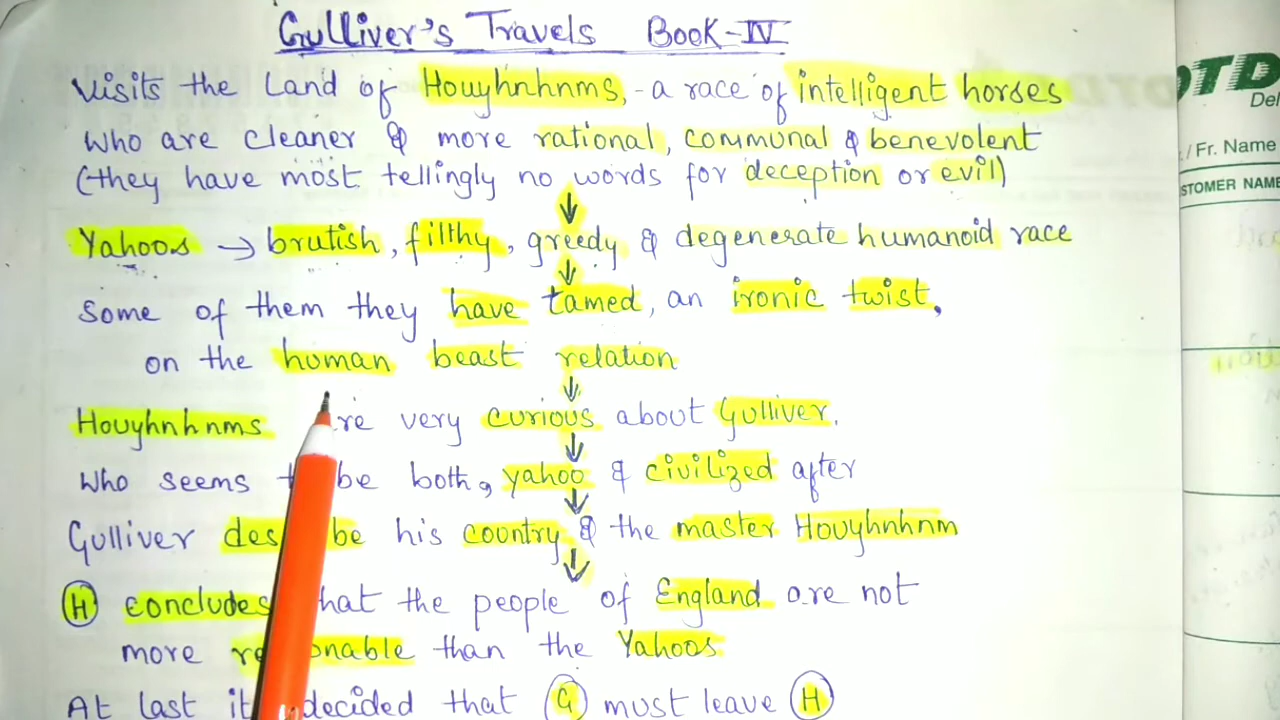 Gulliver's Travels Book-IV
Visits the Land of Houyhnhnms, - a race of intelligent horses
who are cleaner & more rational, communal & benevolent
(they have most tellingly no words for deception or evil)
Yahoos → brutish, filthy, greedy & degenerate humanoid race
Some of them they have tamed, an ironic twist,
on the human beast relation
Houyhnhnms re very curious about Gulliver.
Who seems t be both, yahoo & civilized after
Gulliver des be his country & the master Houyhnhnm
(H) concludes hat the people of England are not
more re onable than the Yahoos
At last it decided that (G) must leave (H)
OTD
Del
/ Fr. Name
STOMER NAME